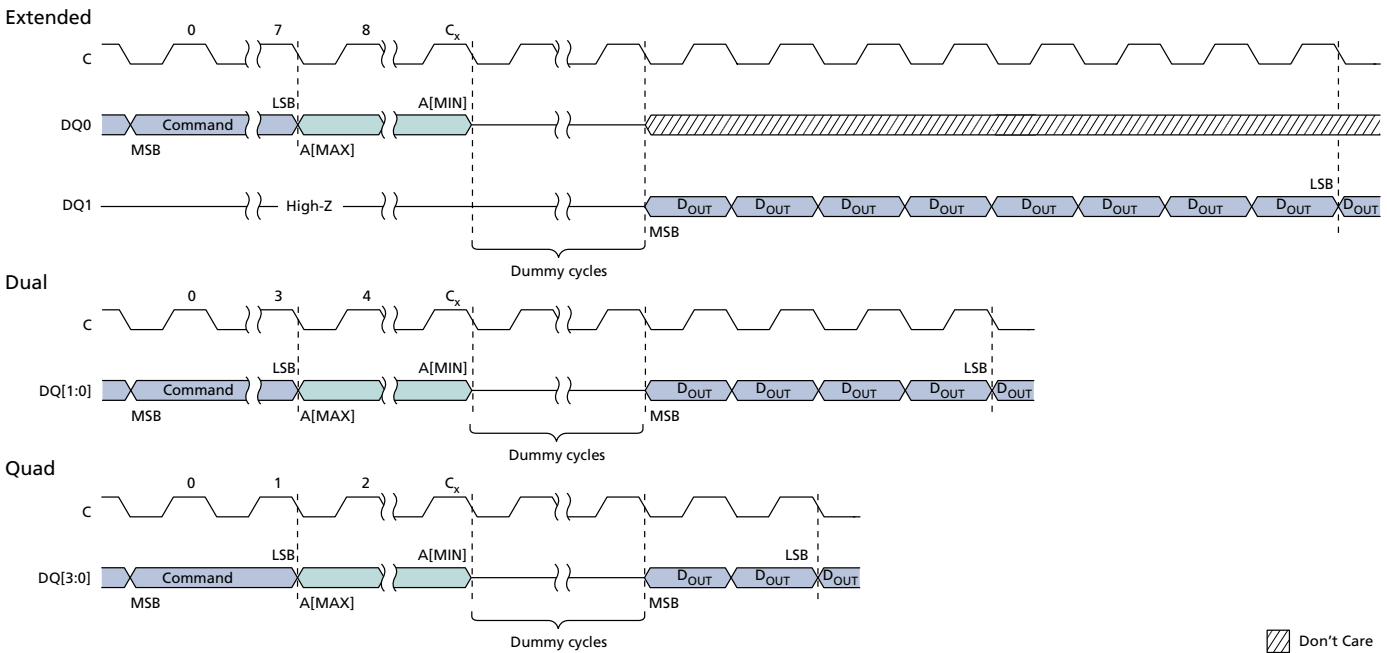 Extended
0 7 8 Cx
C
LSB A[MIN]
DQ0 Command
MSB A[MAX]
LSB
DQ1 High-Z DOUT DOUT DOUT DOUT DOUT DOUT DOUT DOUT DOUT
MSB
Dummy cycles
Dual
0 3 4 Cx
C
LSB A[MIN] LSB
DQ[1:0] Command DOUT DOUT DOUT DOUT DOUT
MSB A[MAX] MSB
Dummy cycles
Quad
0 1 2 Cx
C
LSB A[MIN] LSB
DQ[3:0] Command DOUT DOUT DOUT
MSB A[MAX] MSB
Dummy cycles
Don't Care